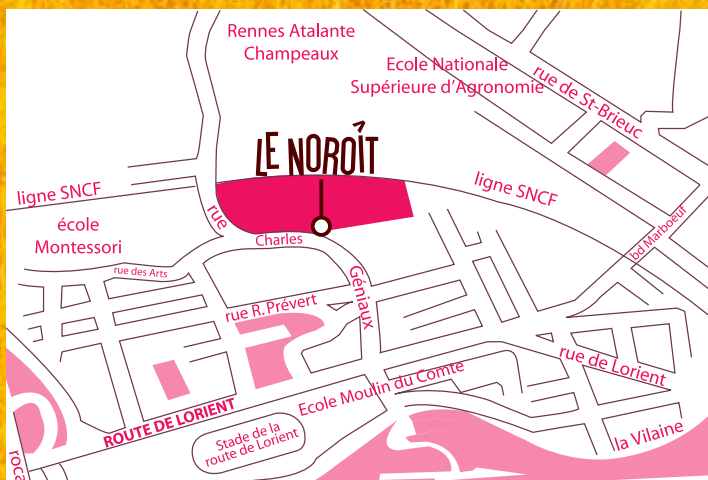 Rennes Atalante
Champeaux
Ecole Nationale
Supérieure d'Agronomie
rue de St-Brieuc
LE NOROÎT
ligne SNCF
ligne SNCF
école
Montessori
rue
Charles
Géniaux
bd Marboeuf
rue des Arts
rue R. Prévert
rue de Lorient
Ecole Moulin du Comte
ROUTE DE LORIENT
Stade de la
route de Lorient
la Vilaine
roca